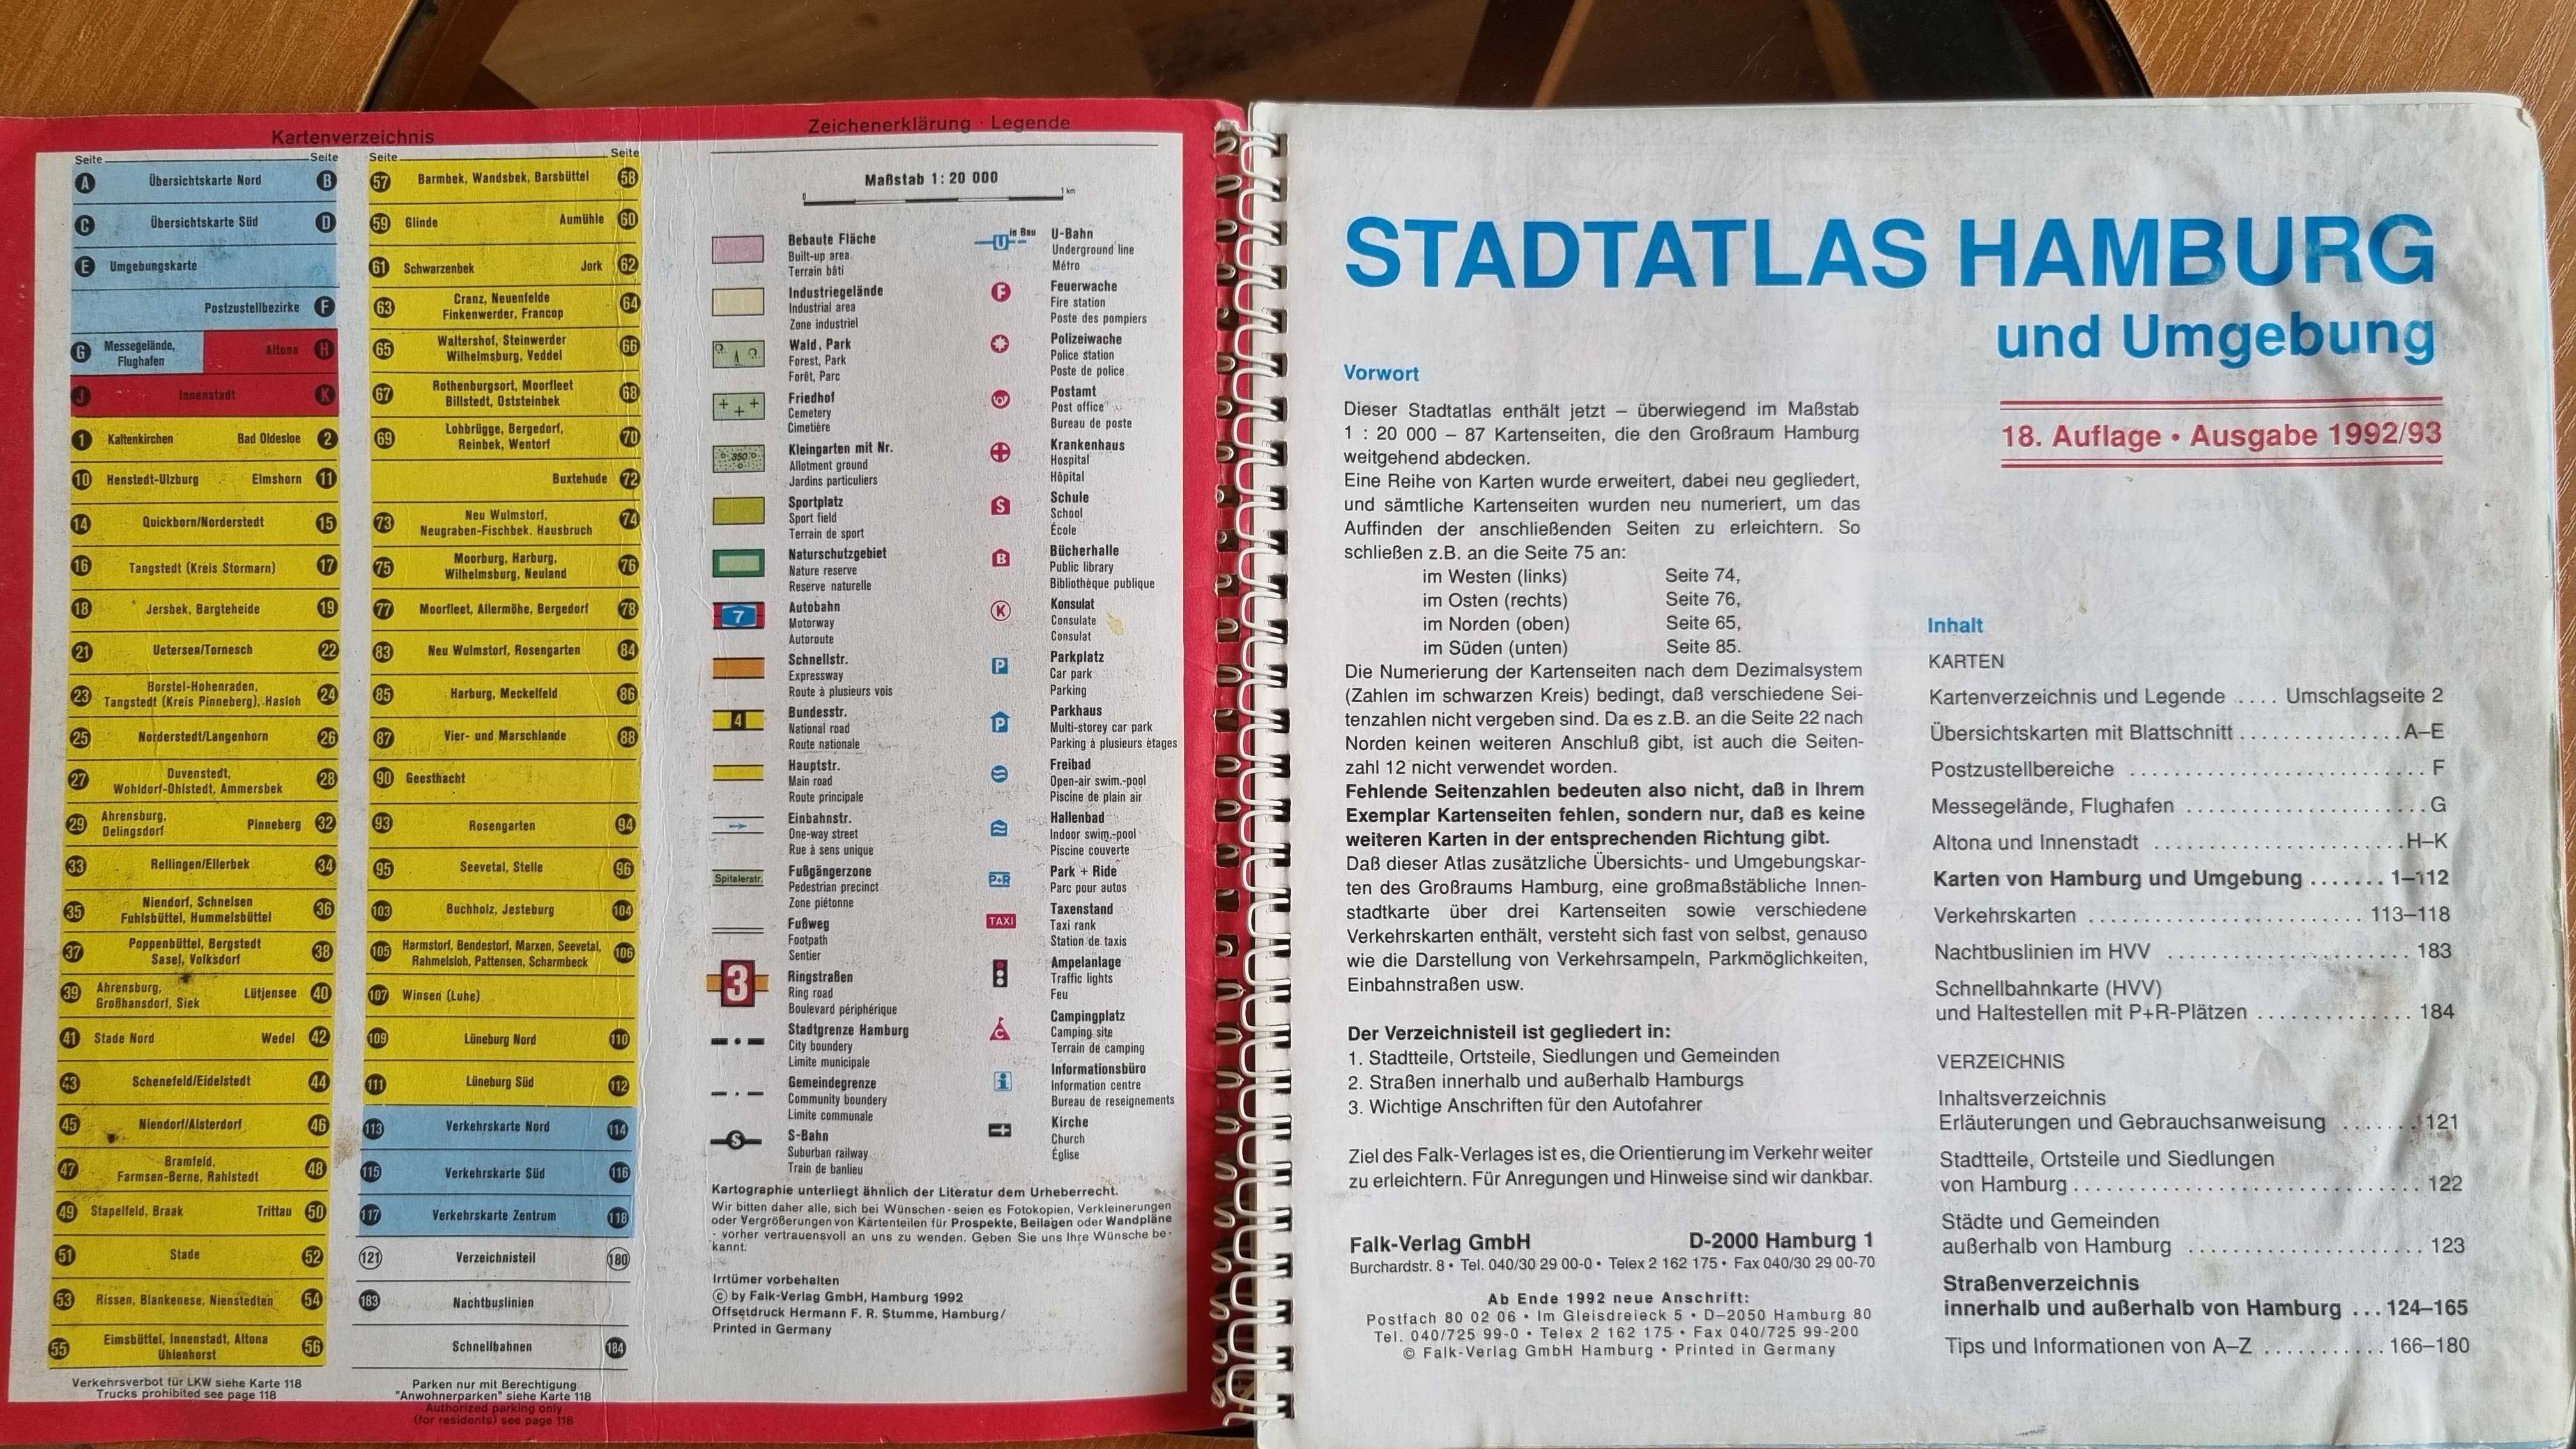 Kartenverzeichnis
Seite Seite
A Übersichtskarte Nord B
C Übersichtskarte Süd D
E Umgebungskarte
Postzustellbezirke F
G Messegelände, Flughafen Altona H
J Innenstadt K
1 Kaltenkirchen Bad Oldesloe 2
10 Henstedt-Ulzburg Elmshorn 11
14 Quickborn/Norderstedt 15
16 Tangstedt (Kreis Stormarn) 17
18 Jersbek, Bargteheide 19
21 Uetersen/Tornesch 22
23 Borstel-Hohenraden, Tangstedt (Kreis Pinneberg), Hasloh 24
25 Norderstedt/Langenhorn 26
27 Duvenstedt, Wohldorf-Ohlstedt, Ammersbek 28
29 Ahrensburg, Delingsdorf Pinneberg 32
33 Rellingen/Ellerbek 34
35 Niendorf, Schnelsen Fuhlsbüttel, Hummelsbüttel 36
37 Poppenbüttel, Bergstedt Sasel, Volksdorf 38
39 Ahrensburg, Großhansdorf, Siek Lütjensee 40
41 Stade Nord Wedel 42
43 Schenefeld/Eidelstedt 44
45 Niendorf/Alsterdorf 46
47 Bramfeld, Farmsen-Berne, Rahlstedt 48
49 Stapelfeld, Braak Trittau 50
51 Stade 52
53 Rissen, Blankenese, Nienstedten 54
55 Eimsbüttel, Innenstadt, Altona Uhlenhorst 56
Verkehrsverbot für LKW siehe Karte 118
Trucks prohibited see page 118
Seite Seite
57 Barmbek, Wandsbek, Barsbüttel 58
59 Glinde Aumühle 60
61 Schwarzenbek Jork 62
63 Cranz, Neuenfelde Finkenwerder, Francop 64
65 Waltershof, Steinwerder Wilhelmsburg, Veddel 66
67 Rothenburgsort, Moorfleet Billstedt, Oststeinbek 68
69 Lohbrügge, Bergedorf, Reinbek, Wentorf 70
Buxtehude 72
73 Neu Wulmstorf, Neugraben-Fischbek, Hausbruch 74
75 Moorburg, Harburg, Wilhelmsburg, Neuland 76
77 Moorfleet, Allermöhe, Bergedorf 78
83 Neu Wulmstorf, Rosengarten 84
85 Harburg, Meckelfeld 86
87 Vier- und Marschlande 88
90 Geesthacht
93 Rosengarten 94
95 Seevetal, Stelle 96
103 Buchholz, Jesteburg 104
105 Harmstorf, Bendestorf, Marxen, Seevetal, Rahmelsloh, Pattensen, Scharmbeck 106
107 Winsen (Luhe)
109 Lüneburg Nord 110
111 Lüneburg Süd 112
113 Verkehrskarte Nord 114
115 Verkehrskarte Süd 116
117 Verkehrskarte Zentrum 118
121 Verzeichnisteil 180
183 Nachtbuslinien
Schnellbahnen 184
Parken nur mit Berechtigung
"Anwohnerparken" siehe Karte 118
Authorized parking only
(for residents) see page 118
Zeichenerklärung · Legende
Maßstab 1 : 20 000
0 1 km
Bebaute Fläche
Built-up area
Terrain bâti
Industriegelände
Industrial area
Zone industriel
Wald, Park
Forest, Park
Forêt, Parc
Friedhof
Cemetery
Cimetière
350
Kleingarten mit Nr.
Allotment ground
Jardins particuliers
Sportplatz
Sport field
Terrain de sport
Naturschutzgebiet
Nature reserve
Reserve naturelle
7
Autobahn
Motorway
Autoroute
Schnellstr.
Expressway
Route à plusieurs vois
4
Bundesstr.
National road
Route nationale
Hauptstr.
Main road
Route principale
Einbahnstr.
One-way street
Rue à sens unique
Spitalerstr.
Fußgängerzone
Pedestrian precinct
Zone piétonne
Fußweg
Footpath
Sentier
3
Ringstraßen
Ring road
Boulevard périphérique
Stadtgrenze Hamburg
City boundery
Limite municipale
Gemeindegrenze
Community boundery
Limite communale
S
S-Bahn
Suburban railway
Train de banlieu
U in Bau
U-Bahn
Underground line
Métro
F
Feuerwache
Fire station
Poste des pompiers
Polizeiwache
Police station
Poste de police
Postamt
Post office
Bureau de poste
Krankenhaus
Hospital
Hôpital
S
Schule
School
École
B
Bücherhalle
Public library
Bibliothèque publique
K
Konsulat
Consulate
Consulat
P
Parkplatz
Car park
Parking
P
Parkhaus
Multi-storey car park
Parking à plusieurs étages
Freibad
Open-air swim.-pool
Piscine de plain air
Hallenbad
Indoor swim.-pool
Piscine couverte
P+R
Park + Ride
Parc pour autos
TAXI
Taxenstand
Taxi rank
Station de taxis
Ampelanlage
Traffic lights
Feu
C
Campingplatz
Camping site
Terrain de camping
i
Informationsbüro
Information centre
Bureau de reseignements
Kirche
Church
Église
Kartographie unterliegt ähnlich der Literatur dem Urheberrecht.
Wir bitten daher alle, sich bei Wünschen - seien es Fotokopien, Verkleinerungen
oder Vergrößerungen von Kartenteilen für Prospekte, Beilagen oder Wandpläne
- vorher vertrauensvoll an uns zu wenden. Geben Sie uns Ihre Wünsche be-
kannt.
Irrtümer vorbehalten
© by Falk-Verlag GmbH, Hamburg 1992
Offsetdruck Hermann F. R. Stumme, Hamburg/
Printed in Germany
STADTATLAS HAMBURG
und Umgebung
18. Auflage • Ausgabe 1992/93
Vorwort
Dieser Stadtatlas enthält jetzt – überwiegend im Maßstab
1 : 20 000 – 87 Kartenseiten, die den Großraum Hamburg
weitgehend abdecken.
Eine Reihe von Karten wurde erweitert, dabei neu gegliedert,
und sämtliche Kartenseiten wurden neu numeriert, um das
Auffinden der anschließenden Seiten zu erleichtern. So
schließen z.B. an die Seite 75 an:
im Westen (links) Seite 74,
im Osten (rechts) Seite 76,
im Norden (oben) Seite 65,
im Süden (unten) Seite 85.
Die Numerierung der Kartenseiten nach dem Dezimalsystem
(Zahlen im schwarzen Kreis) bedingt, daß verschiedene Sei-
tenzahlen nicht vergeben sind. Da es z.B. an die Seite 22 nach
Norden keinen weiteren Anschluß gibt, ist auch die Seiten-
zahl 12 nicht verwendet worden.
Fehlende Seitenzahlen bedeuten also nicht, daß in Ihrem
Exemplar Kartenseiten fehlen, sondern nur, daß es keine
weiteren Karten in der entsprechenden Richtung gibt.
Daß dieser Atlas zusätzliche Übersichts- und Umgebungskar-
ten des Großraums Hamburg, eine großmaßstäbliche Innen-
stadtkarte über drei Kartenseiten sowie verschiedene
Verkehrskarten enthält, versteht sich fast von selbst, genauso
wie die Darstellung von Verkehrsampeln, Parkmöglichkeiten,
Einbahnstraßen usw.
Der Verzeichnisteil ist gegliedert in:
1. Stadtteile, Ortsteile, Siedlungen und Gemeinden
2. Straßen innerhalb und außerhalb Hamburgs
3. Wichtige Anschriften für den Autofahrer
Ziel des Falk-Verlages ist es, die Orientierung im Verkehr weiter
zu erleichtern. Für Anregungen und Hinweise sind wir dankbar.
Falk-Verlag GmbH D-2000 Hamburg 1
Burchardstr. 8 • Tel. 040/30 29 00-0 • Telex 2 162 175 • Fax 040/30 29 00-70
Ab Ende 1992 neue Anschrift:
Postfach 80 02 06 • Im Gleisdreieck 5 • D–2050 Hamburg 80
Tel. 040/725 99-0 • Telex 2 162 175 • Fax 040/725 99-200
© Falk-Verlag GmbH Hamburg • Printed in Germany
Inhalt
KARTEN
Kartenverzeichnis und Legende .... Umschlagseite 2
Übersichtskarten mit Blattschnitt ............... A–E
Postzustellbereiche ............................ F
Messegelände, Flughafen ........................ G
Altona und Innenstadt ........................ H–K
Karten von Hamburg und Umgebung ....... 1–112
Verkehrskarten .......................... 113–118
Nachtbuslinien im HVV ....................... 183
Schnellbahnkarte (HVV)
und Haltestellen mit P+R-Plätzen .............. 184
VERZEICHNIS
Inhaltsverzeichnis
Erläuterungen und Gebrauchsanweisung ....... 121
Stadtteile, Ortsteile und Siedlungen
von Hamburg ................................. 122
Städte und Gemeinden
außerhalb von Hamburg ....................... 123
Straßenverzeichnis
innerhalb und außerhalb von Hamburg ... 124–165
Tips und Informationen von A–Z ........... 166–180